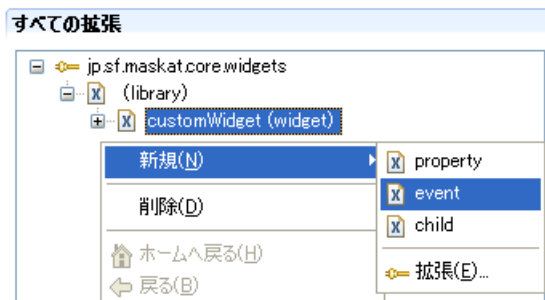 すべての拡張
jp.sf.maskat.core.widgets
(library)
customWidget (widget)
新規(N)
property
event
削除(D)
child
ホームへ戻る(H)
拡張(E)...
戻る(B)